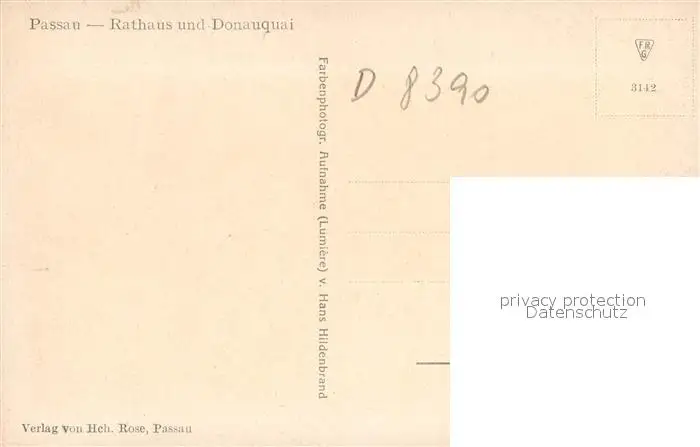 Passau — Rathaus und Donauquai
Farbenphotogr. Aufnahme (Lumière) v. Hans Hildenbrand
D 8390
FRG
3142
privacy protection
Datenschutz
Verlag von Hch. Rose, Passau